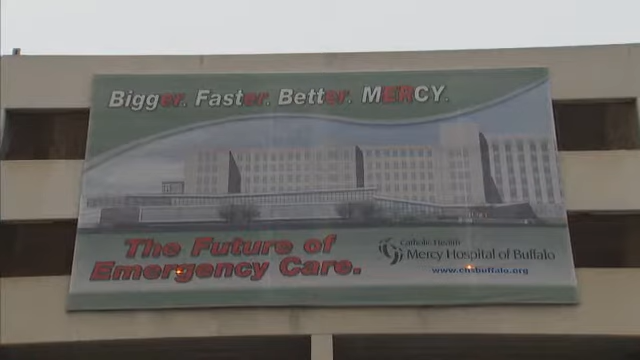 Bigger. Faster. Better. MERCY.
The Future of
Emergency Care.
Catholic Health
Mercy Hospital of Buffalo
www.chsbuffalo.org